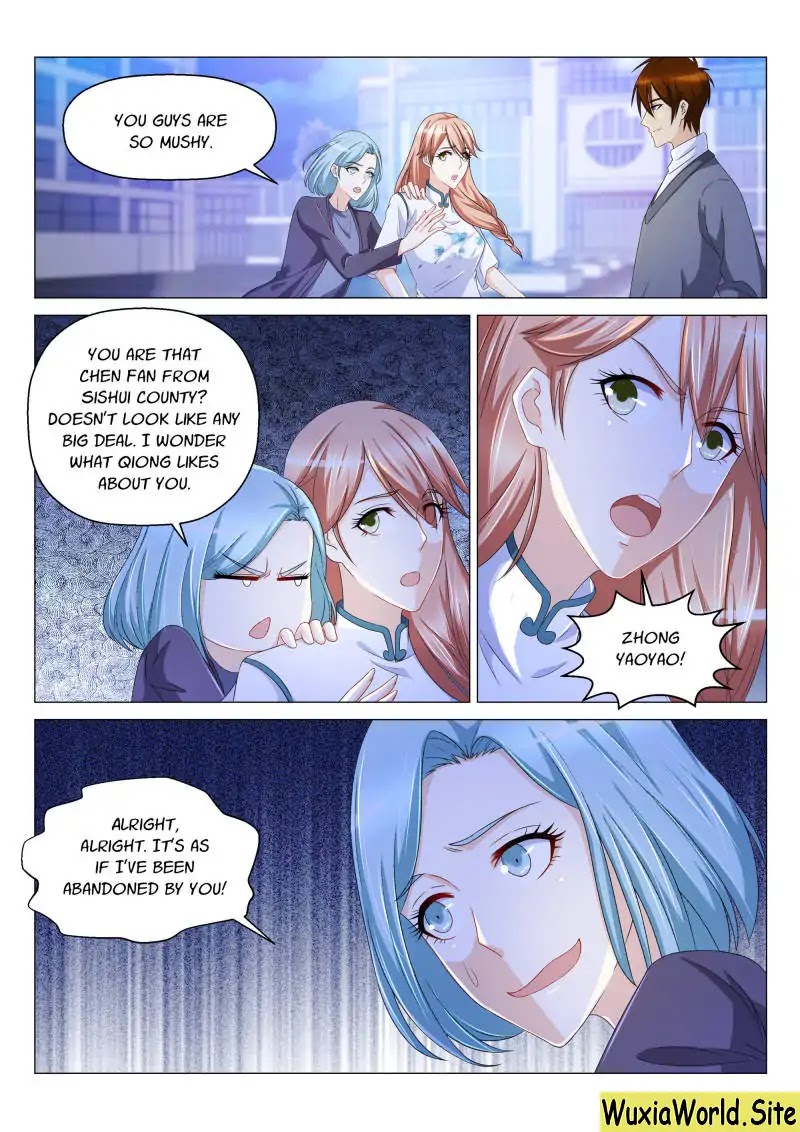 YOU GUYS ARE
SO MUSHY.
YOU ARE THAT
CHEN FAN FROM
SISHUI COUNTY?
DOESN'T LOOK LIKE ANY
BIG DEAL. I WONDER
WHAT QIONG LIKES
ABOUT YOU.
ZHONG
YAOYAO!
ALRIGHT,
ALRIGHT. IT'S AS
IF I'VE BEEN
ABANDONED BY YOU!
WuxiaWorld.Site